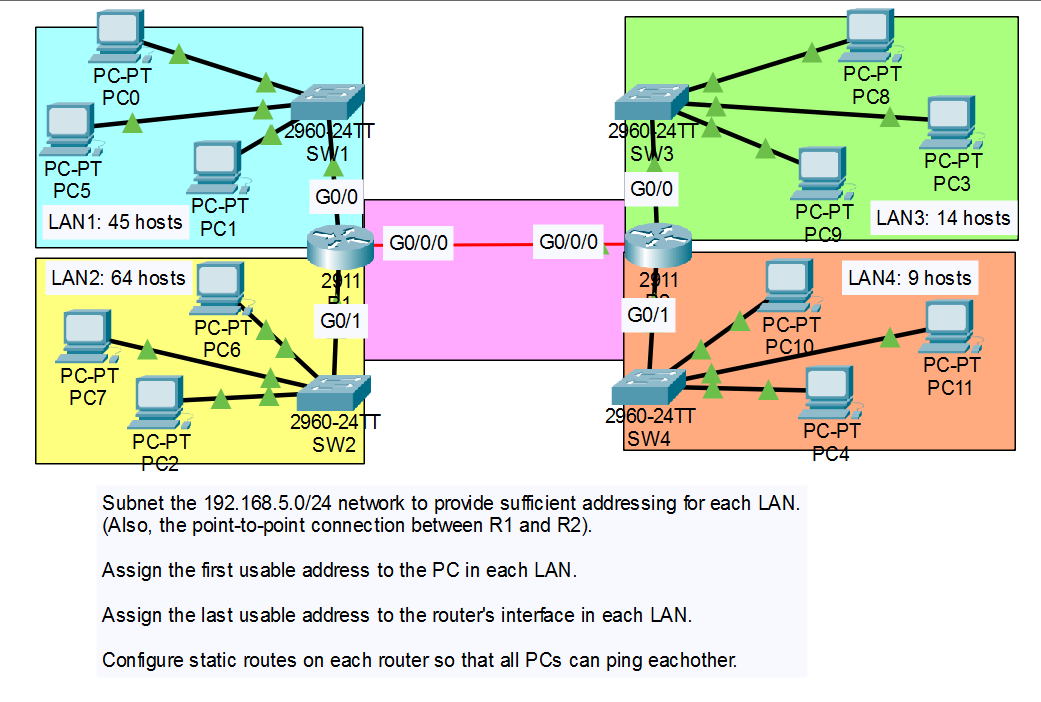 PC-PT
PC0
PC-PT
PC5
PC-PT
PC1
2960-24TT
SW1
G0/0
LAN1: 45 hosts
PC-PT
PC8
PC-PT
PC3
PC-PT
PC9
2960-24TT
SW3
G0/0
LAN3: 14 hosts
G0/0/0
G0/0/0
2911
R1
2911
LAN2: 64 hosts
PC-PT
PC6
PC-PT
PC7
PC-PT
PC2
G0/1
2960-24TT
SW2
LAN4: 9 hosts
PC-PT
PC10
PC-PT
PC11
PC-PT
PC4
G0/1
2960-24TT
SW4
Subnet the 192.168.5.0/24 network to provide sufficient addressing for each LAN.
(Also, the point-to-point connection between R1 and R2).
Assign the first usable address to the PC in each LAN.
Assign the last usable address to the router's interface in each LAN.
Configure static routes on each router so that all PCs can ping eachother.